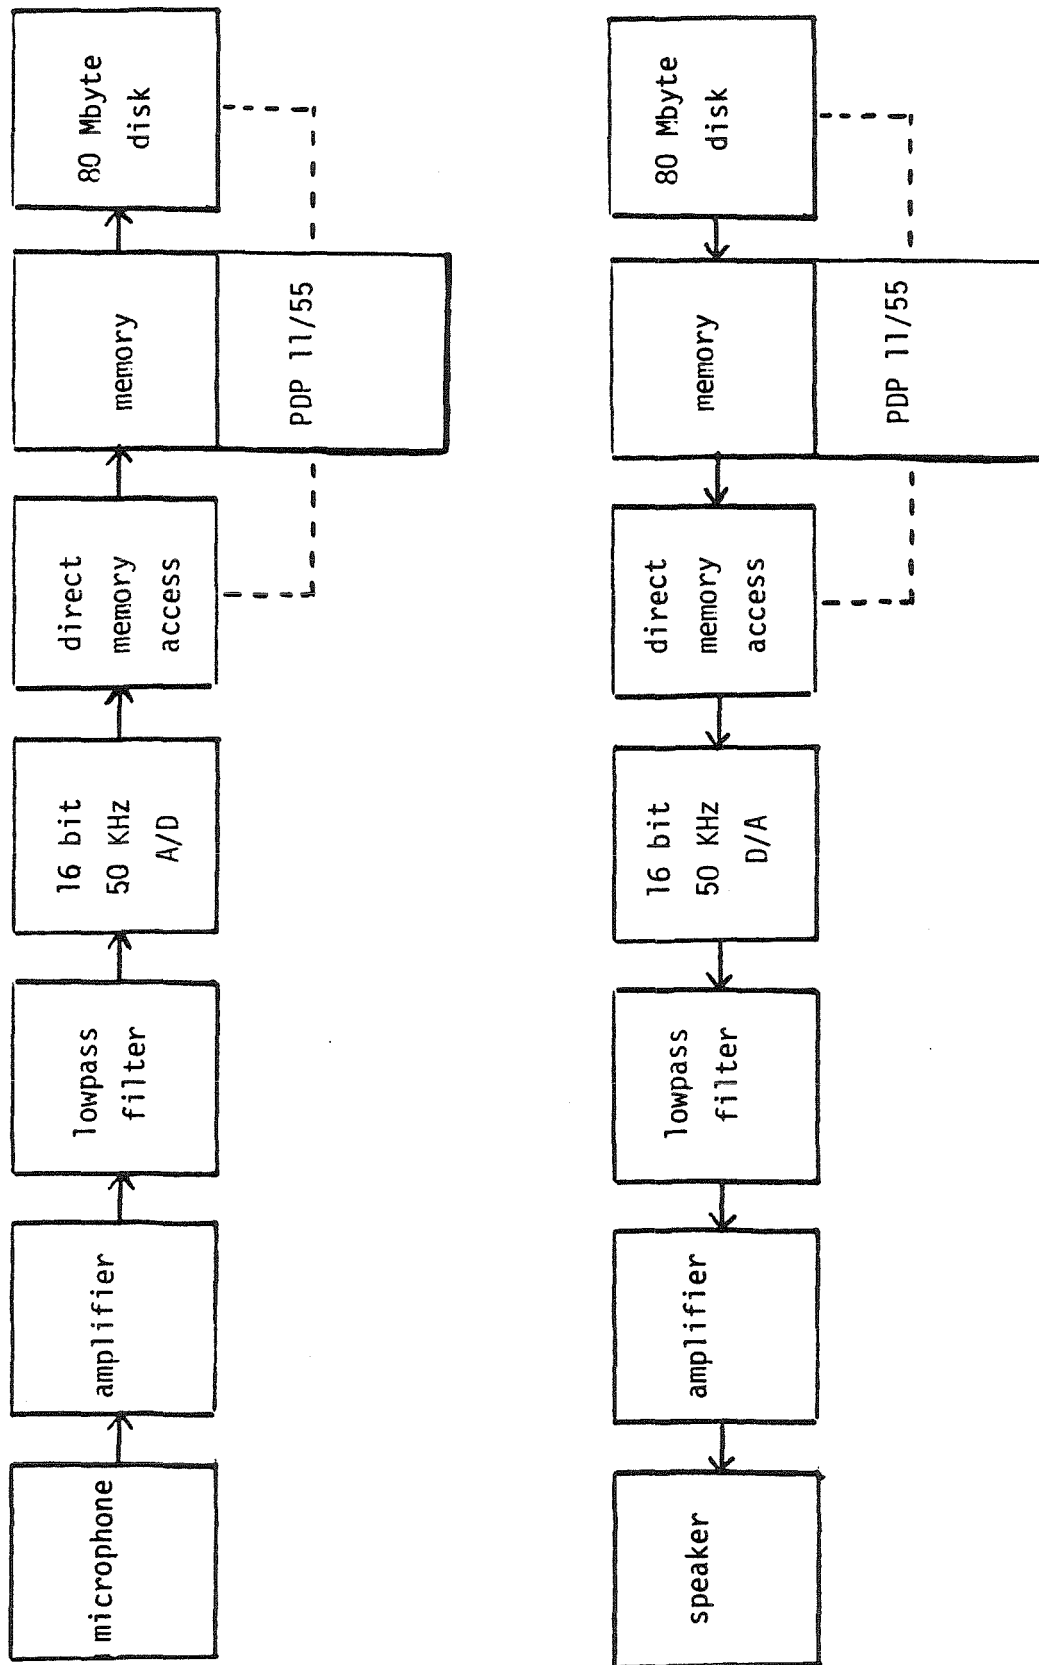 microphone
amplifier
lowpass
filter
16 bit
50 KHz
A/D
direct
memory
access
memory
PDP 11/55
80 Mbyte
disk
speaker
amplifier
lowpass
filter
16 bit
50 KHz
D/A
direct
memory
access
memory
PDP 11/55
80 Mbyte
disk